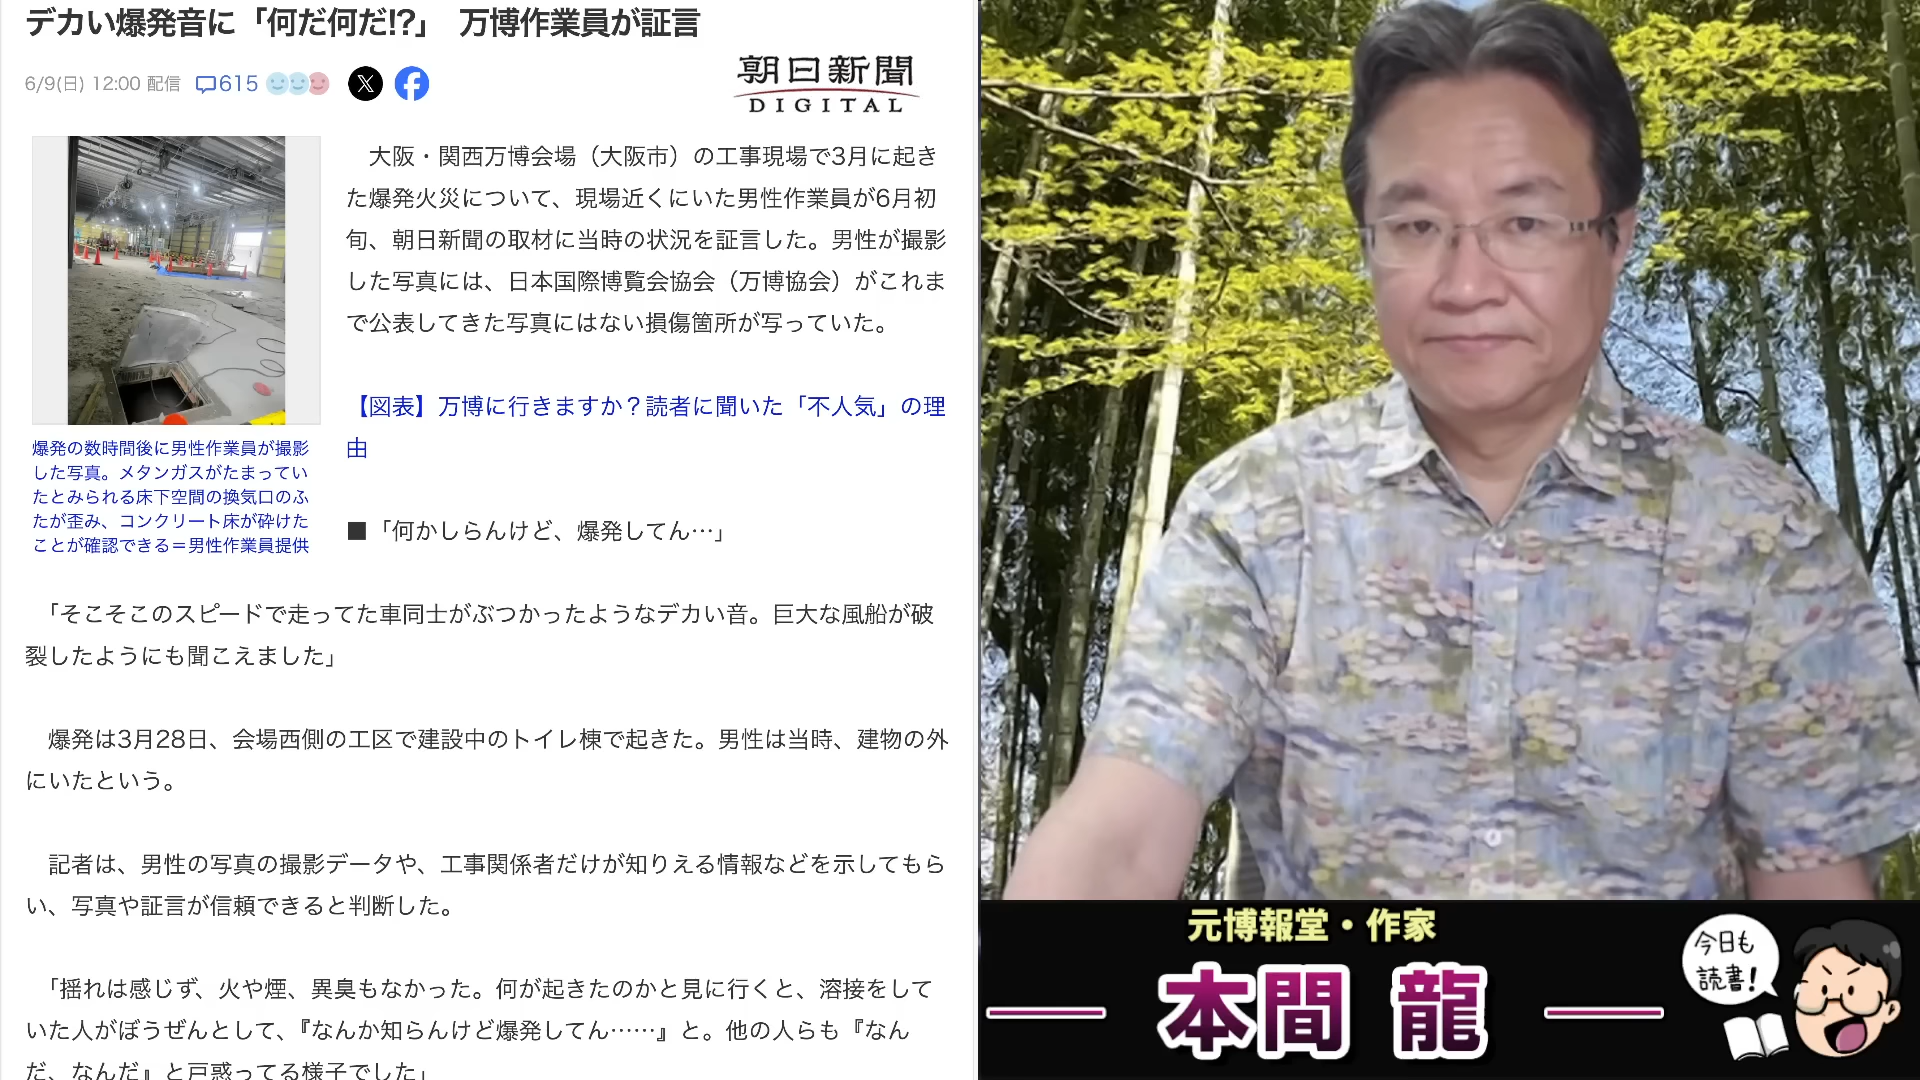 デカい爆発音に「何だ何だ!?」 万博作業員が証言
6/9(日) 12:00 配信
615
朝日新聞
DIGITAL
大阪・関西万博会場（大阪市）の工事現場で3月に起き
た爆発火災について、現場近くにいた男性作業員が6月初
旬、朝日新聞の取材に当時の状況を証言した。男性が撮影
した写真には、日本国際博覧会協会（万博協会）がこれま
で公表してきた写真にはない損傷箇所が写っていた。
爆発の数時間後に男性作業員が撮影
した写真。メタンガスがたまってい
たとみられる床下空間の換気口のふ
たが歪み、コンクリート床が砕けた
ことが確認できる＝男性作業員提供
【図表】万博に行きますか？読者に聞いた「不人気」の理
由
■「何かしらんけど、爆発してん…」
「そこそこのスピードで走ってた車同士がぶつかったようなデカい音。巨大な風船が破
裂したようにも聞こえました」
爆発は3月28日、会場西側の工区で建設中のトイレ棟で起きた。男性は当時、建物の外
にいたという。
記者は、男性の写真の撮影データや、工事関係者だけが知りえる情報などを示してもら
い、写真や証言が信頼できると判断した。
「揺れは感じず、火や煙、異臭もなかった。何が起きたのかと見に行くと、溶接をして
いた人がぼうぜんとして、『なんか知らんけど爆発してん……』と。他の人らも『なん
だ、なんだ』と戸惑ってる様子でした」
元博報堂・作家
本間 龍
今日も
読書!